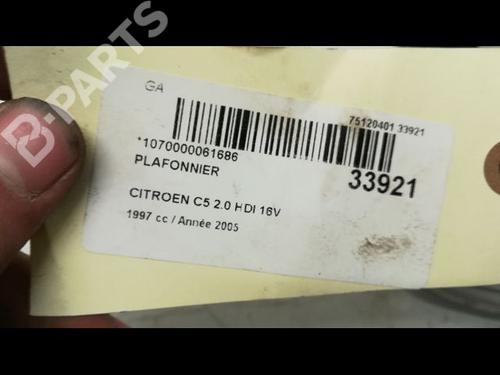 B-PARTS
GA
75120401 33921
*1070000061686
PLAFONNIER
33921
CITROEN C5 2.0 HDI 16V
1997 cc / Année 2005